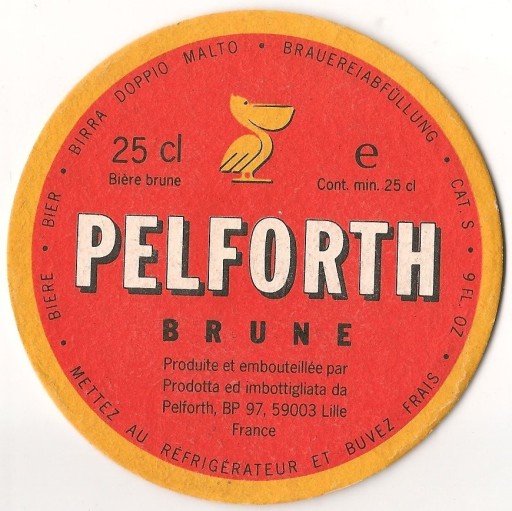 • BIÈRE • BIER • BIRRA DOPPIO MALTO • BRAUEREIABFÜLLUNG • CAT. S • 9 FL. OZ •
25 cl
Bière brune
e
Cont. min. 25 cl
PELFORTH
BRUNE
Produite et embouteillée par
Prodotta ed imbottigliata da
Pelforth, BP 97, 59003 Lille
France
METTEZ AU RÉFRIGÉRATEUR ET BUVEZ FRAIS